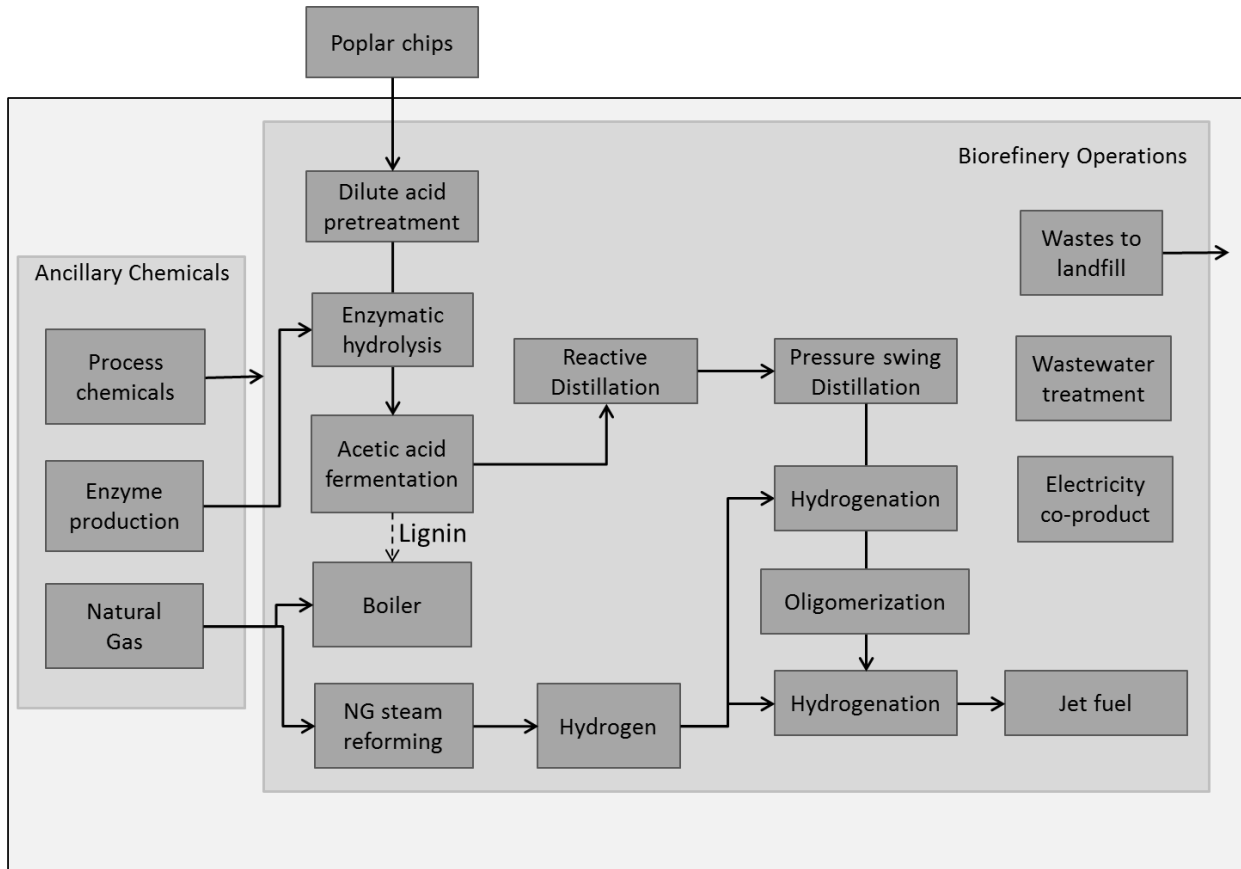 Poplar chips
Biorefinery Operations
Dilute acid
pretreatment
Wastes to
landfill
Ancillary Chemicals
Enzymatic
hydrolysis
Process
chemicals
Reactive
Distillation
Pressure swing
Distillation
Wastewater
treatment
Acetic acid
fermentation
Enzyme
production
Hydrogenation
Electricity
co-product
Lignin
Natural
Gas
Boiler
Oligomerization
NG steam
reforming
Hydrogen
Hydrogenation
Jet fuel